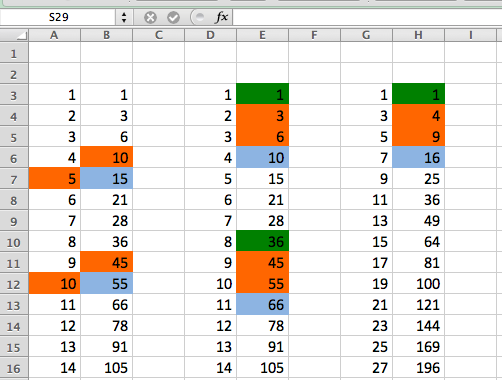 S29 fx
A B C D E F G H I
1
2
3 1 1 1 1 1 1
4 2 3 2 3 3 4
5 3 6 3 6 5 9
6 4 10 4 10 7 16
7 5 15 5 15 9 25
8 6 21 6 21 11 36
9 7 28 7 28 13 49
10 8 36 8 36 15 64
11 9 45 9 45 17 81
12 10 55 10 55 19 100
13 11 66 11 66 21 121
14 12 78 12 78 23 144
15 13 91 13 91 25 169
16 14 105 14 105 27 196